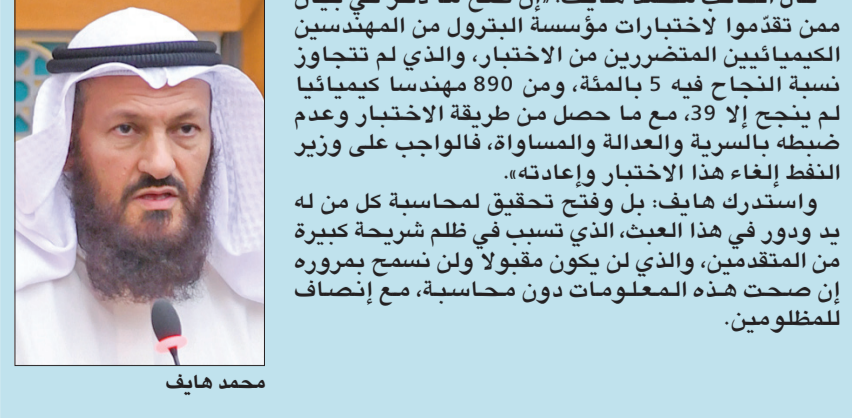 ممن تقدّموا لاختبارات مؤسسة البترول من المهندسين
الكيميائيين المتضررين من الاختبار، والذي لم تتجاوز
نسبة النجاح فيه 5 بالمئة، ومن 890 مهندسا كيميائيا
لم ينجح إلا 39، مع ما حصل من طريقة الاختبار وعدم
ضبطه بالسرية والعدالة والمساواة، فالواجب على وزير
النفط إلغاء هذا الاختبار وإعادته».
واستدرك هايف: بل وفتح تحقيق لمحاسبة كل من له
يد ودور في هذا العبث، الذي تسبب في ظلم شريحة كبيرة
من المتقدمين، والذي لن يكون مقبولا ولن نسمح بمروره
إن صحت هذه المعلومات دون محاسبة، مع إنصاف
للمظلومين.
محمد هايف